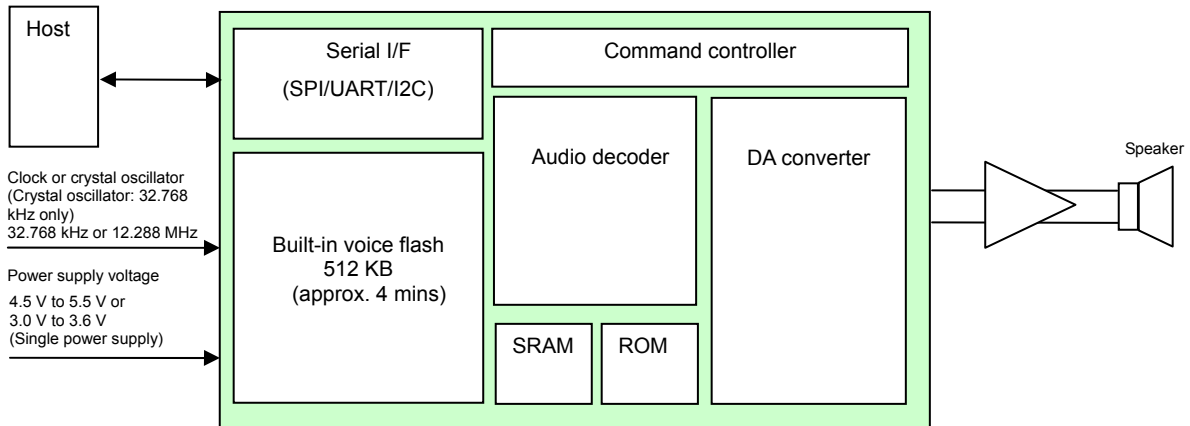 Host
Serial I/F
(SPI/UART/I2C)
Command controller
Audio decoder
DA converter
Speaker
Clock or crystal oscillator
(Crystal oscillator: 32.768
kHz only)
32.768 kHz or 12.288 MHz
Built-in voice flash
512 KB
(approx. 4 mins)
Power supply voltage
4.5 V to 5.5 V or
3.0 V to 3.6 V
(Single power supply)
SRAM
ROM